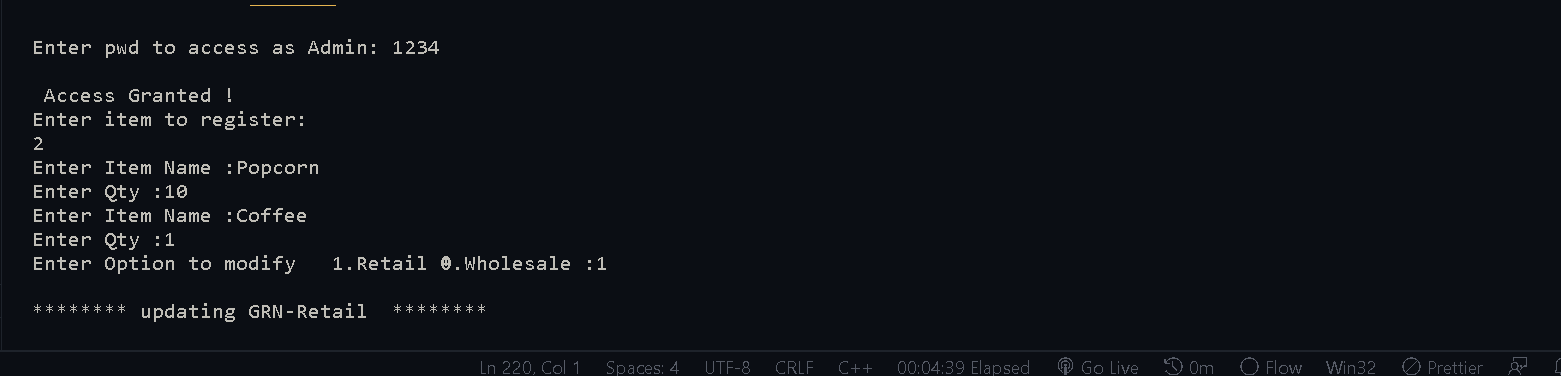 Enter pwd to access as Admin: 1234
Access Granted !
Enter item to register:
2
Enter Item Name :Popcorn
Enter Qty :10
Enter Item Name :Coffee
Enter Qty :1
Enter Option to modify   1.Retail 0.Wholesale :1
******** updating GRN-Retail  ********
Ln 220, Col 1 Spaces: 4 UTF-8 CRLF C++ 00:04:39 Elapsed Go Live 0m Flow Win32 Prettier